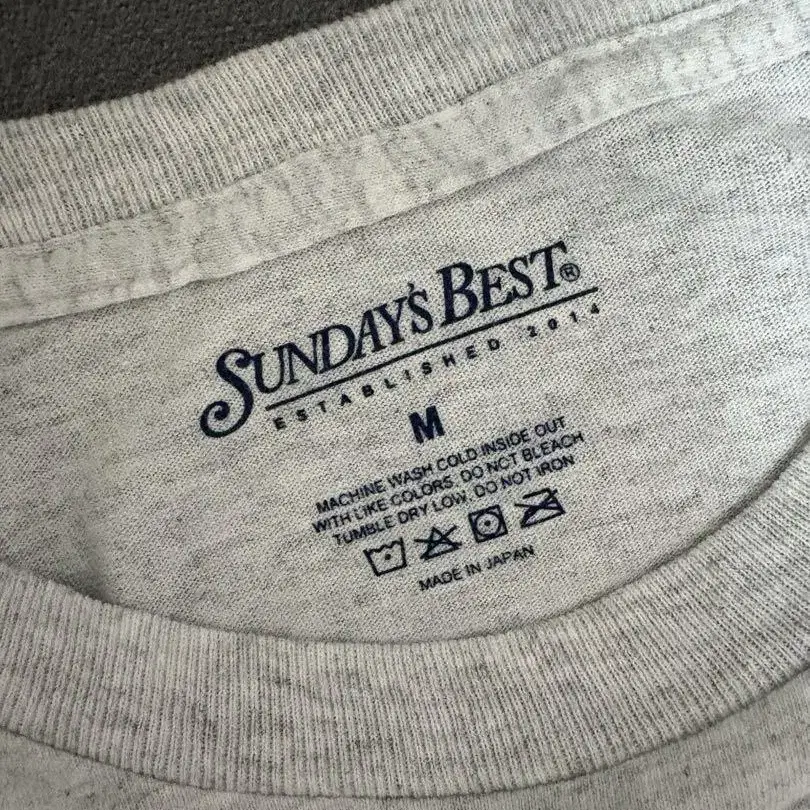 SUNDAY'S BEST®
ESTABLISHED 2014
M
MACHINE WASH COLD INSIDE OUT
WITH LIKE COLORS. DO NOT BLEACH
TUMBLE DRY LOW. DO NOT IRON
MADE IN JAPAN